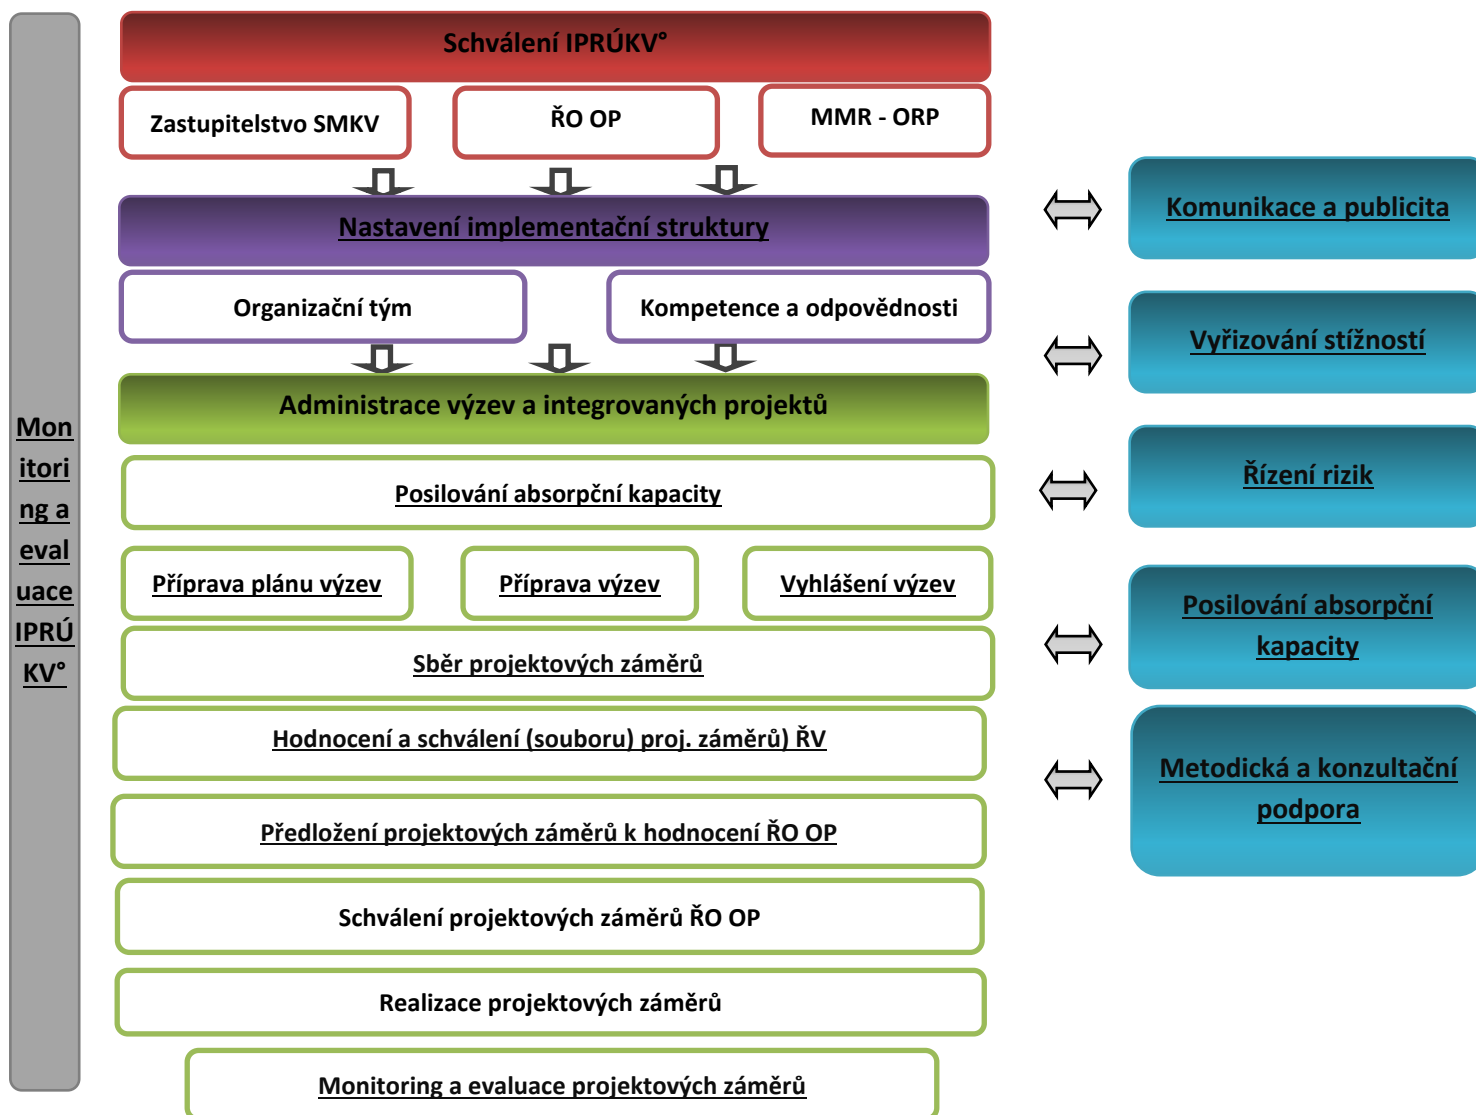 Schválení IPRÚKV°
Zastupitelstvo SMKV
ŘO OP
MMR - ORP
Nastavení implementační struktury
Organizační tým
Kompetence a odpovědnosti
Administrace výzev a integrovaných projektů
Posilování absorpční kapacity
Příprava plánu výzev
Příprava výzev
Vyhlášení výzev
Sběr projektových záměrů
Hodnocení a schválení (souboru) proj. záměrů) ŘV
Předložení projektových záměrů k hodnocení ŘO OP
Schválení projektových záměrů ŘO OP
Realizace projektových záměrů
Monitoring a evaluace projektových záměrů
Mon
itori
ng a
eval
uace
IPRÚ
KV°
Komunikace a publicita
Vyřizování stížností
Řízení rizik
Posilování absorpční
kapacity
Metodická a konzultační
podpora